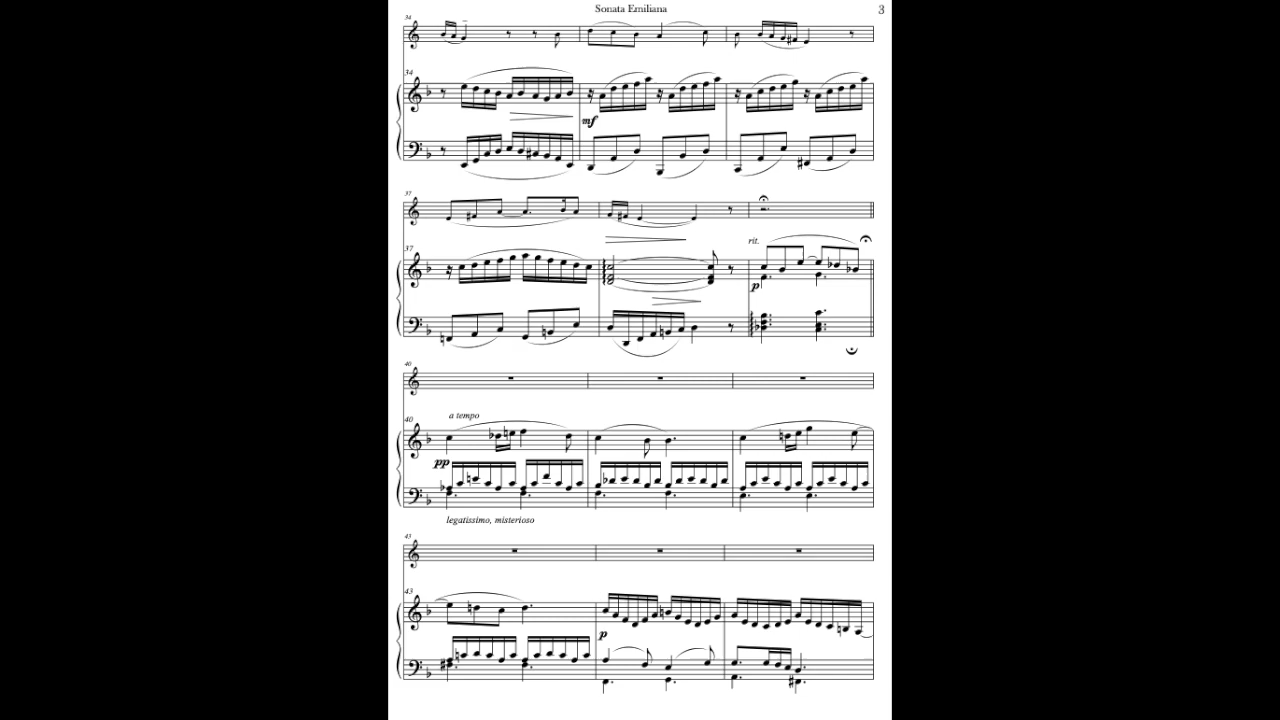 Sonata Emiliana
3
34
34
mf
37
37
rit.
p
40
a tempo
40
pp
legatissimo, misterioso
43
43
p